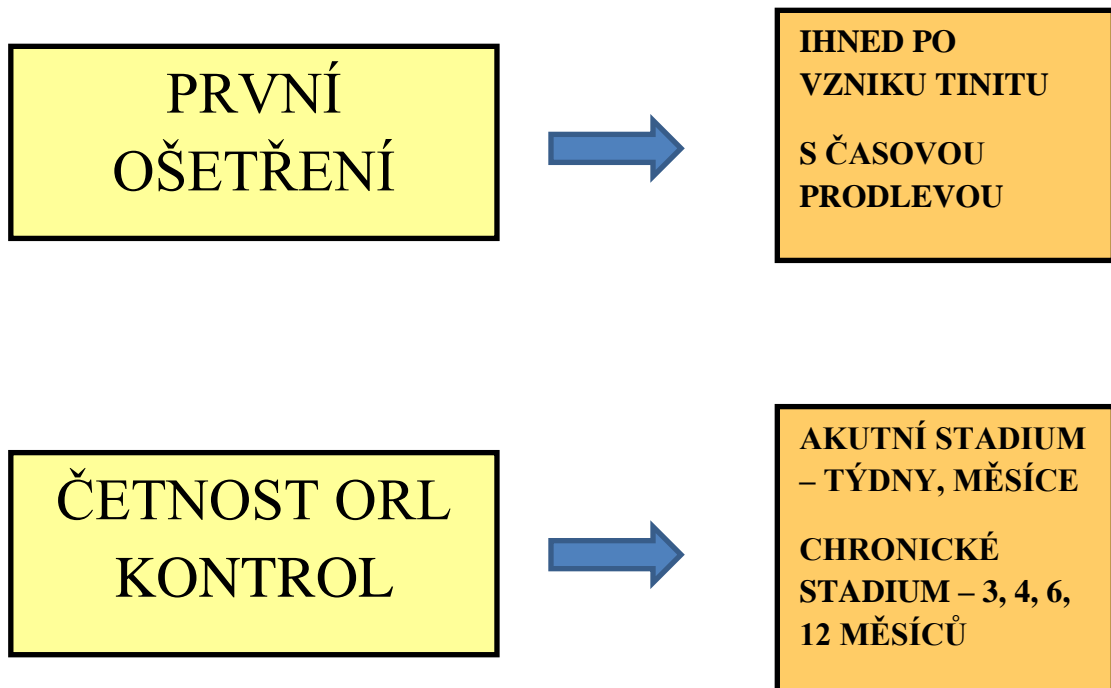 PRVNÍ
OŠETŘENÍ
IHNED PO
VZNIKU TINITU
S ČASOVOU
PRODLEVOU
ČETNOST ORL
KONTROL
AKUTNÍ STADIUM
– TÝDNY, MĚSÍCE
CHRONICKÉ
STADIUM – 3, 4, 6,
12 MĚSÍCŮ